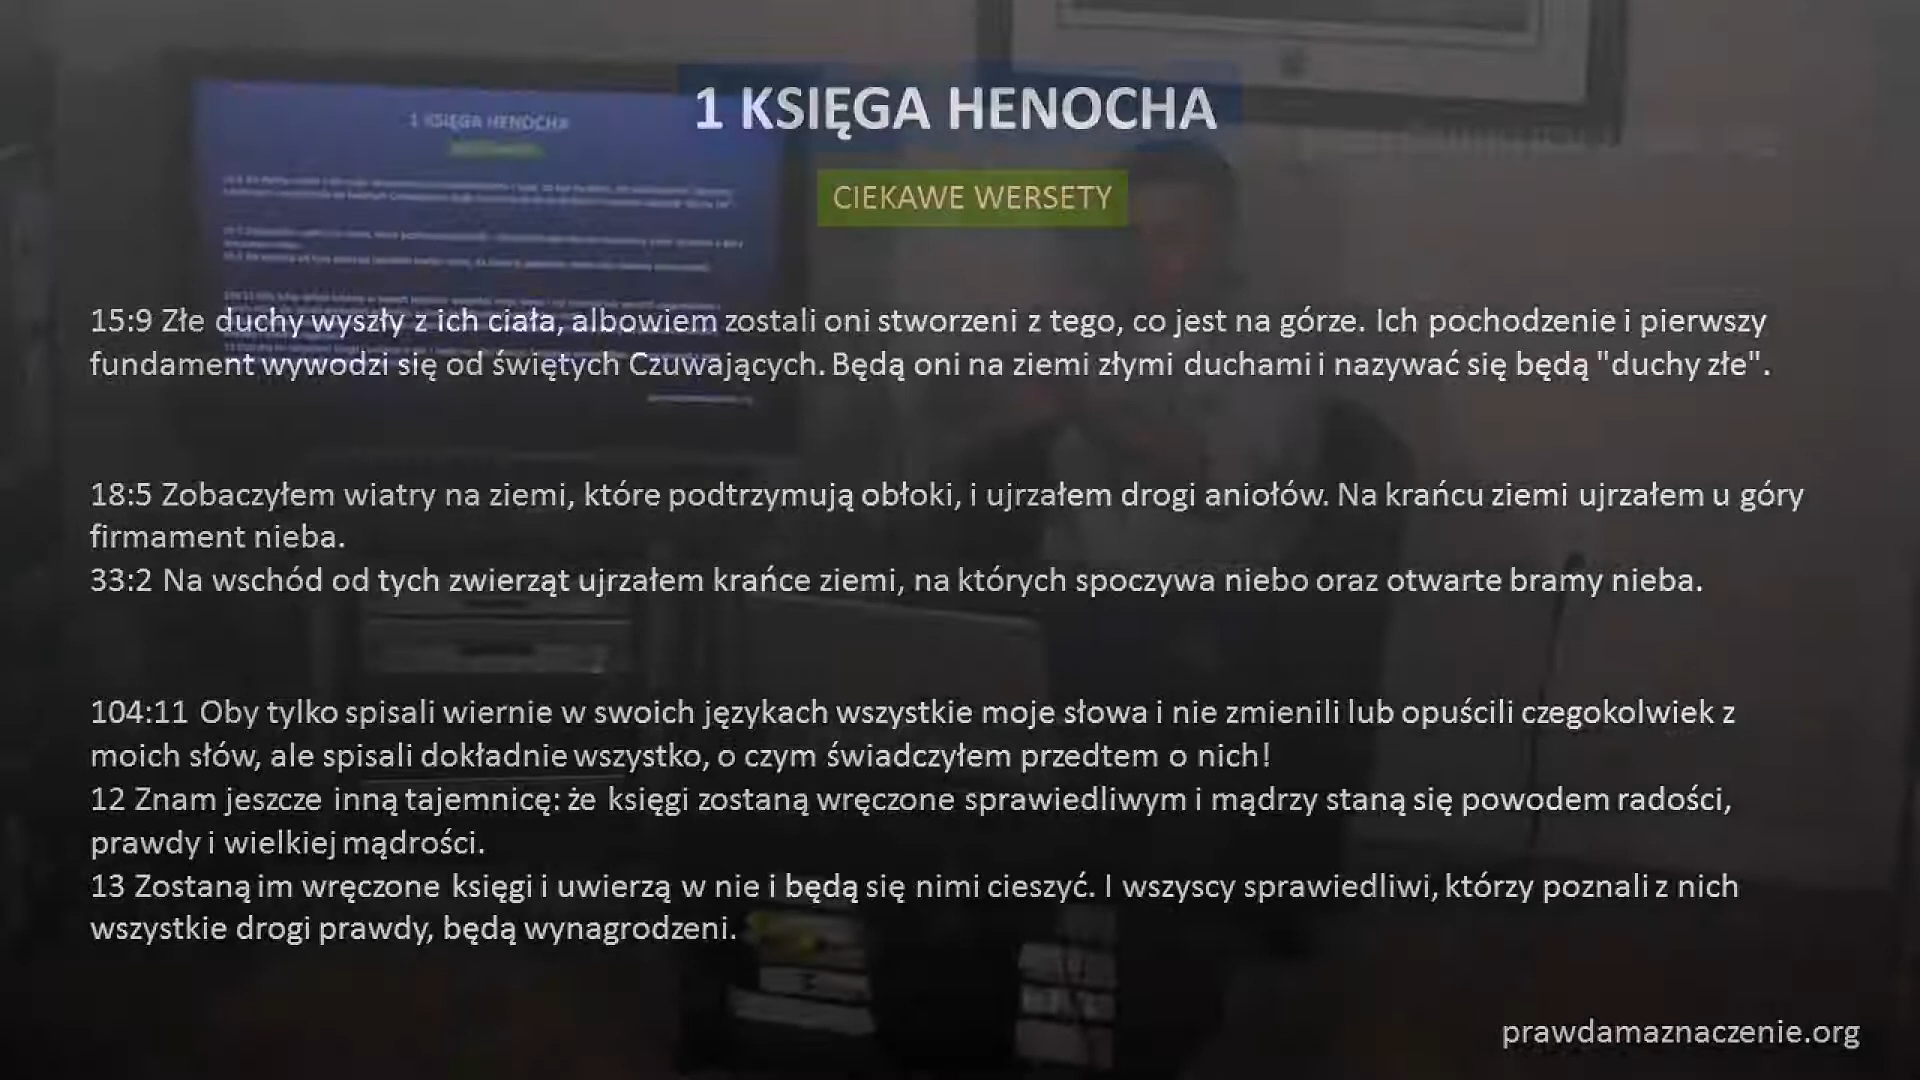 1 KSIĘGA HENOCHA
1 KSIĘGA HENOCHA
CIEKAWE WERSETY
15:9 Złe duchy wyszły z ich ciała, albowiem zostali oni stworzeni z tego, co jest na górze. Ich pochodzenie i pierwszy
fundament wywodzi się od świętych Czuwających. Będą oni na ziemi złymi duchami i nazywać się będą "duchy złe".
18:5 Zobaczyłem wiatry na ziemi, które podtrzymują obłoki, i ujrzałem drogi aniołów. Na krańcu ziemi ujrzałem u góry
firmament nieba.
33:2 Na wschód od tych zwierząt ujrzałem krańce ziemi, na których spoczywa niebo oraz otwarte bramy nieba.
104:11 Oby tylko spisali wiernie w swoich językach wszystkie moje słowa i nie zmienili lub opuścili czegokolwiek z
moich słów, ale spisali dokładnie wszystko, o czym świadczyłem przedtem o nich!
12 Znam jeszcze inną tajemnicę: że księgi zostaną wręczone sprawiedliwym i mądrzy staną się powodem radości,
prawdy i wielkiej mądrości.
13 Zostaną im wręczone księgi i uwierzą w nie i będą się nimi cieszyć. I wszyscy sprawiedliwi, którzy poznali z nich
wszystkie drogi prawdy, będą wynagrodzeni.
prawdamaznaczenie.org